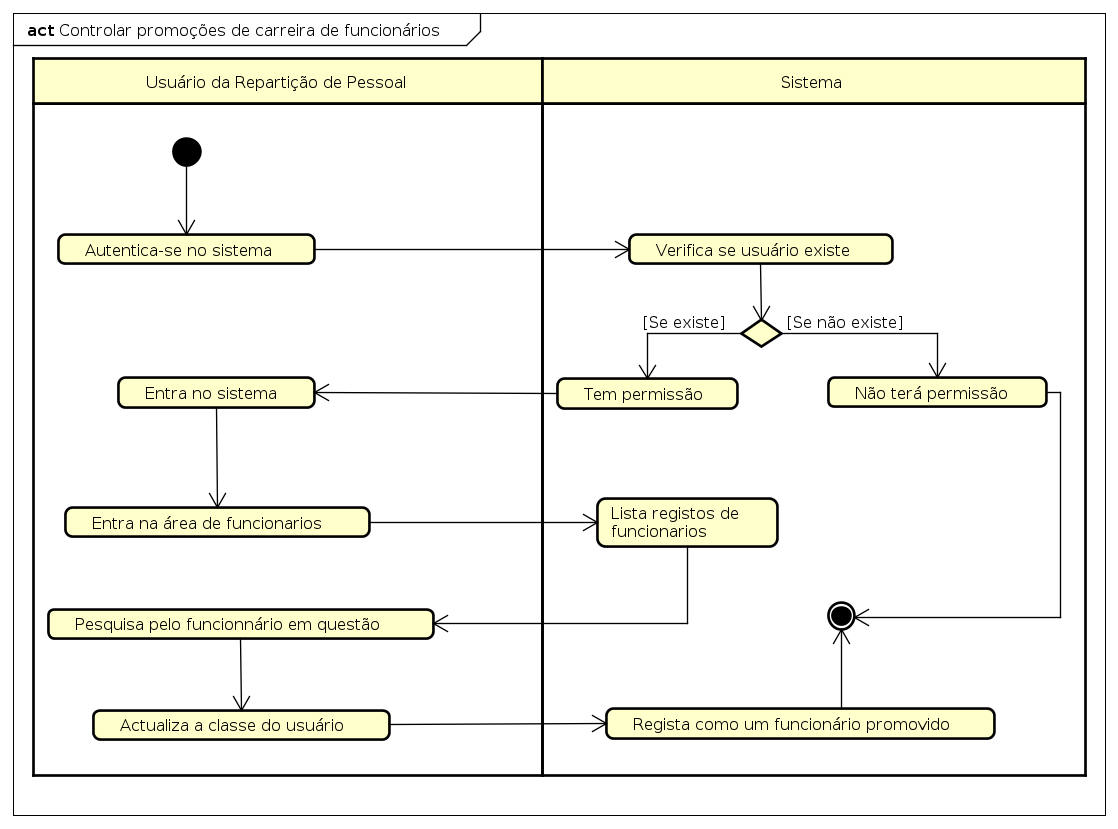 act Controlar promoções de carreira de funcionários
Usuário da Repartição de Pessoal
Sistema
Autentica-se no sistema
Verifica se usuário existe
[Se existe]
[Se não existe]
Entra no sistema
Tem permissão
Não terá permissão
Entra na área de funcionarios
Lista registos de
funcionarios
Pesquisa pelo funcionnário em questão
Actualiza a classe do usuário
Regista como um funcionário promovido